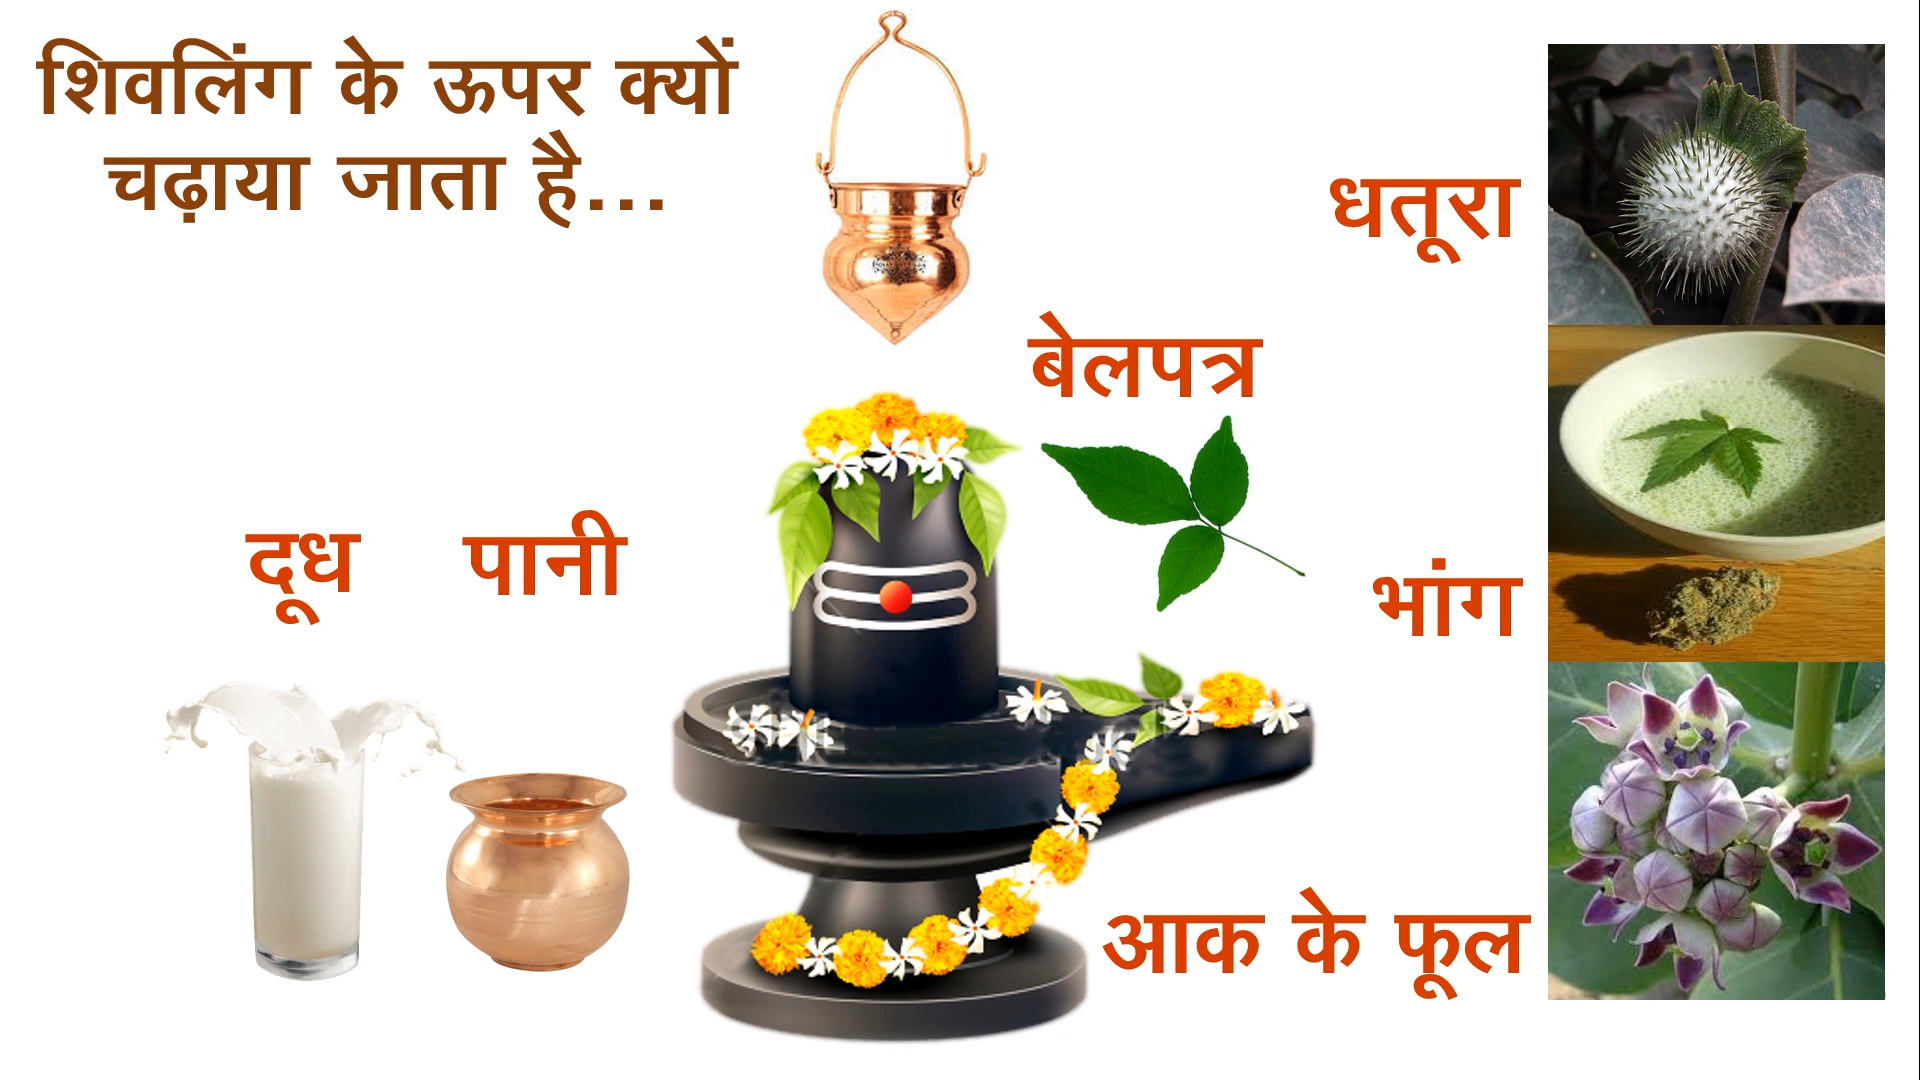 शिवलिंग के ऊपर क्यों
चढ़ाया जाता है...
धतूरा
बेलपत्र
दूध
पानी
भांग
आक के फूल